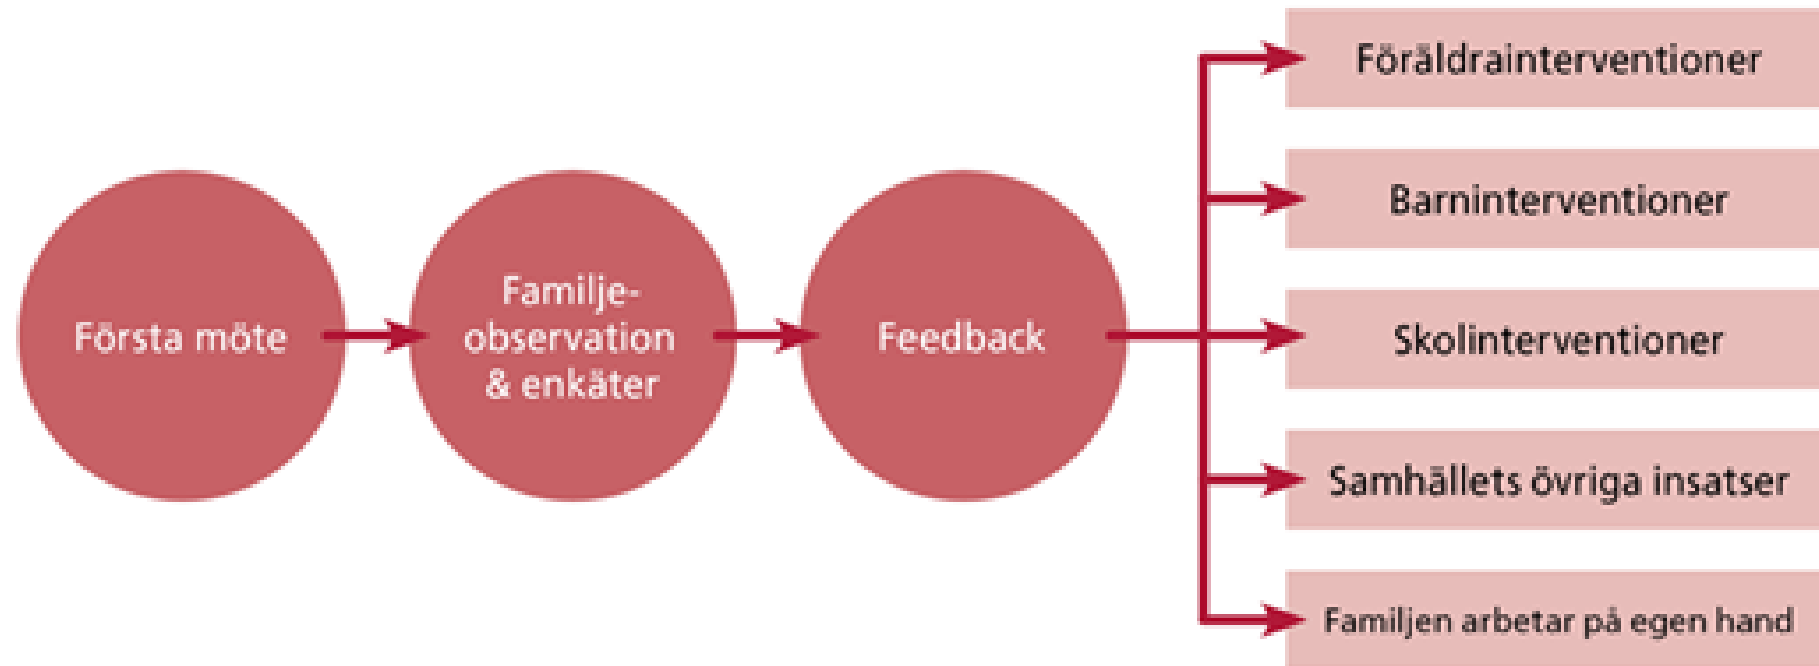 Första möte
Familje-
observation
& enkäter
Feedback
Föräldrainterventioner
Barninterventioner
Skolinterventioner
Samhällets övriga insatser
Familjen arbetar på egen hand